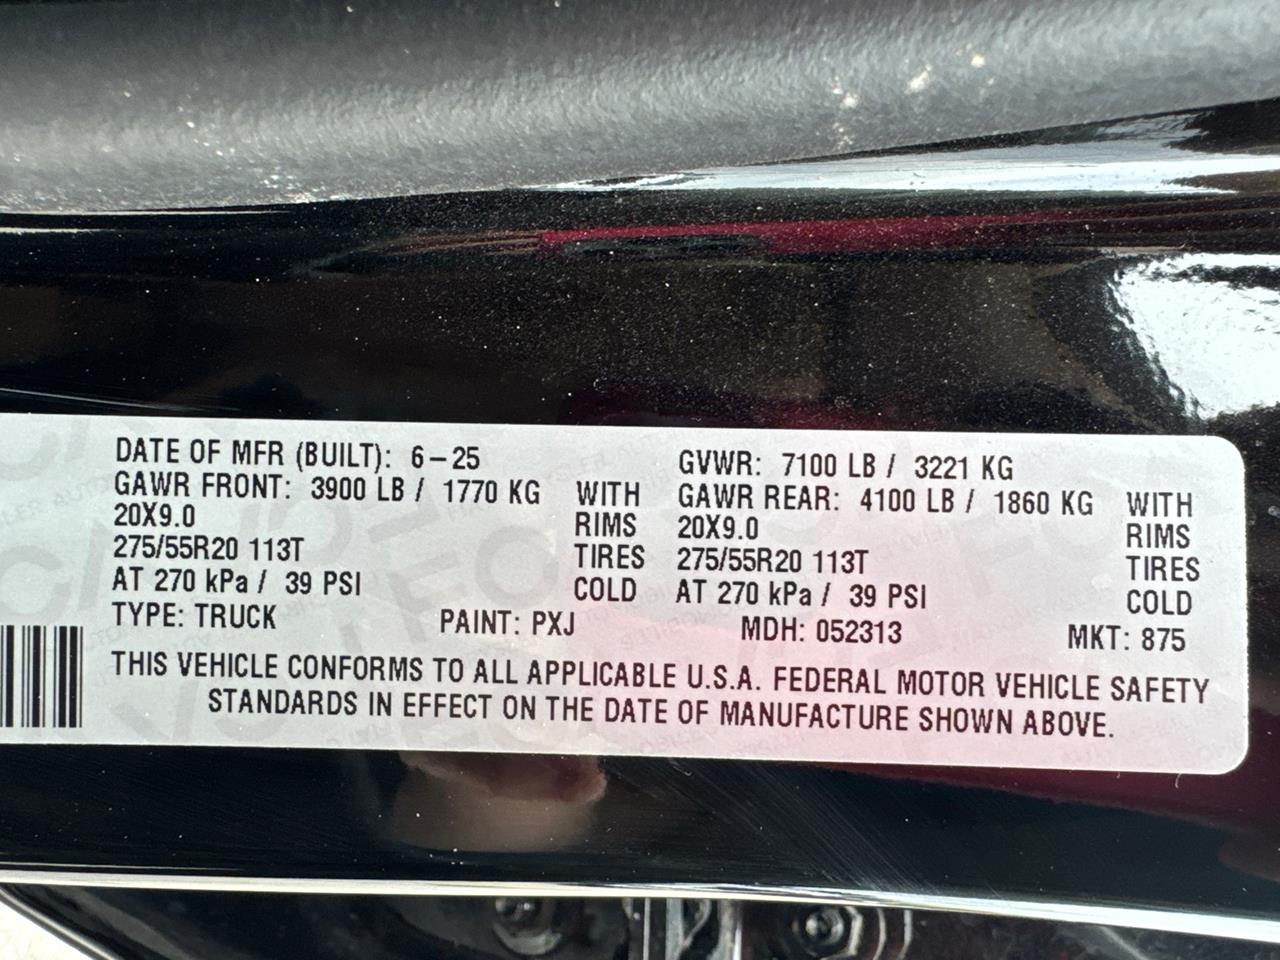 DATE OF MFR (BUILT): 6-25
GAWR FRONT: 3900 LB / 1770 KG WITH
20X9.0 RIMS
275/55R20 113T TIRES
AT 270 kPa / 39 PSI COLD
GVWR: 7100 LB / 3221 KG
GAWR REAR: 4100 LB / 1860 KG WITH
20X9.0 RIMS
275/55R20 113T TIRES
AT 270 kPa / 39 PSI COLD
TYPE: TRUCK PAINT: PXJ MDH: 052313 MKT: 875
THIS VEHICLE CONFORMS TO ALL APPLICABLE U.S.A. FEDERAL MOTOR VEHICLE SAFETY
STANDARDS IN EFFECT ON THE DATE OF MANUFACTURE SHOWN ABOVE.